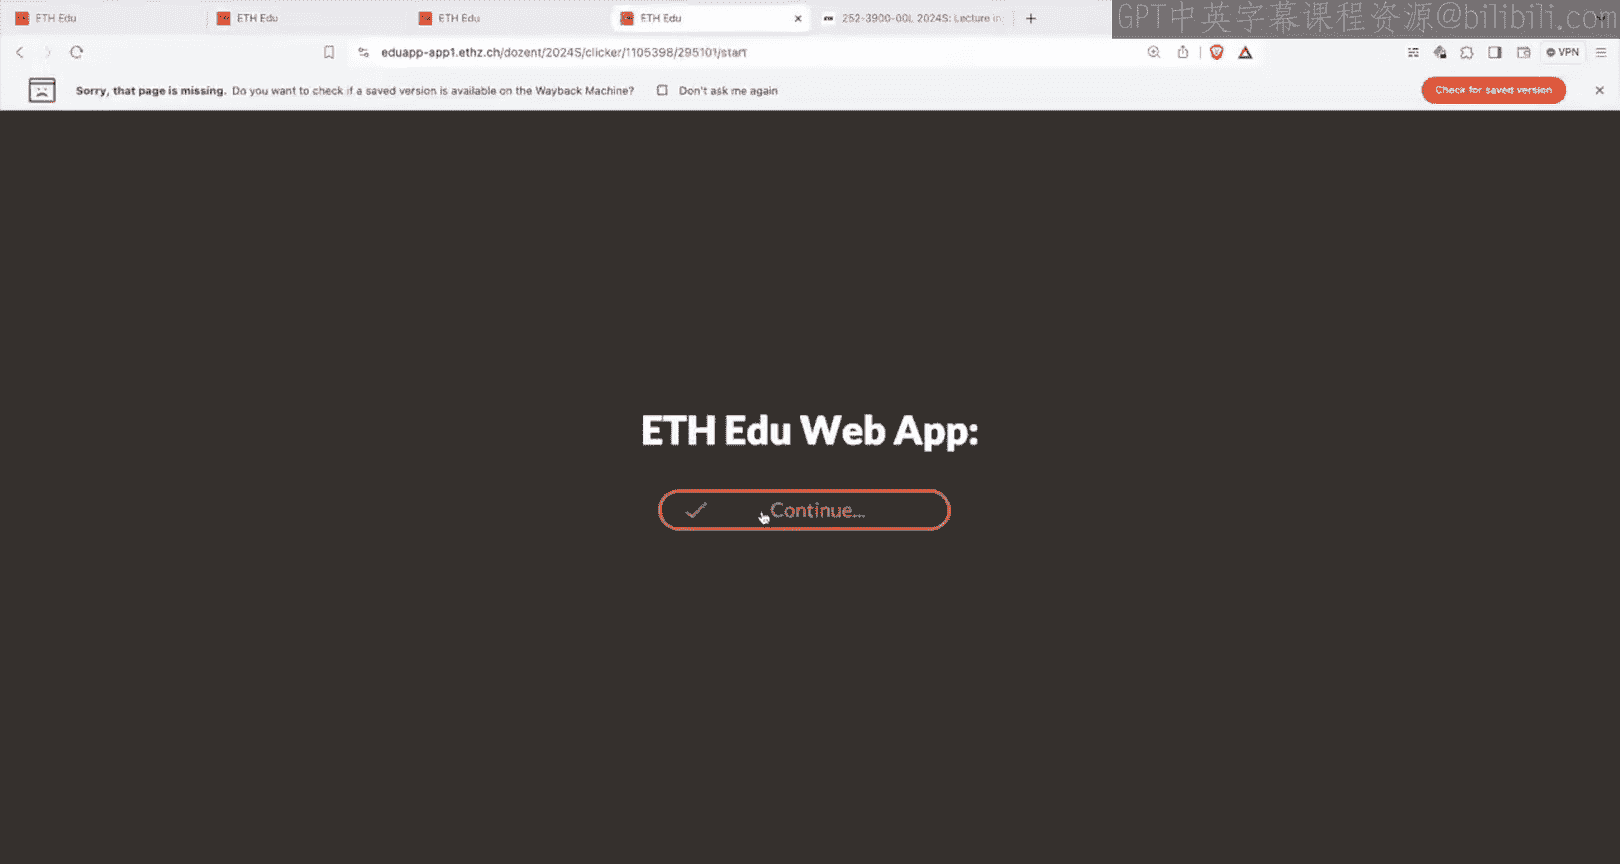 ETH Edu
ETH Edu
ETH Edu
ETH Edu
252-3900-00L 2024S: Lecture in
GPT中英字幕课程资源@bilibili.com
eduapp-app1.ethz.ch/dozent/2024S/clicker/1105398/295101/start
VPN
Sorry, that page is missing. Do you want to check if a saved version is available on the Wayback Machine?
Don't ask me again
Check for saved version
ETH Edu Web App:
Continue...